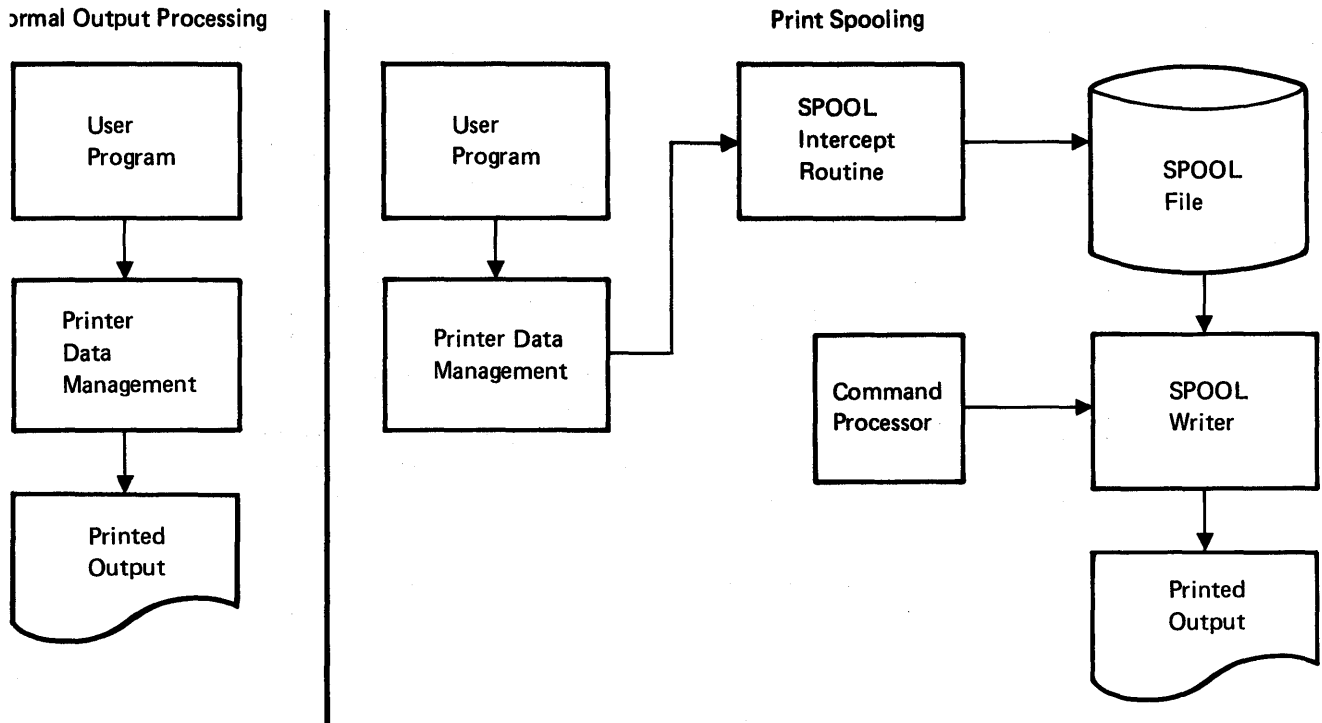 ormal Output Processing
User
Program
Printer
Data
Management
Printed
Output
Print Spooling
User
Program
Printer Data
Management
SPOOL
Intercept
Routine
SPOOL
File
Command
Processor
SPOOL
Writer
Printed
Output